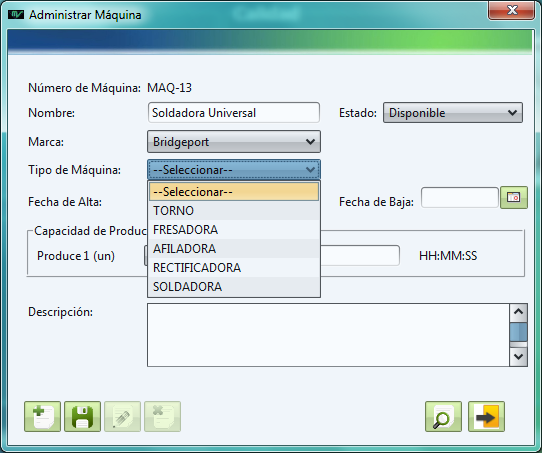 Administrar Máquina
Número de Máquina: MAQ-13
Nombre: Soldadora Universal Estado: Disponible
Marca: Bridgeport
Tipo de Máquina: --Seleccionar--
--Seleccionar--
Fecha de Alta: Fecha de Baja:
TORNO
FRESADORA
Capacidad de Produc
AFILADORA
Produce 1 (un) HH:MM:SS
RECTIFICADORA
SOLDADORA
Descripción: